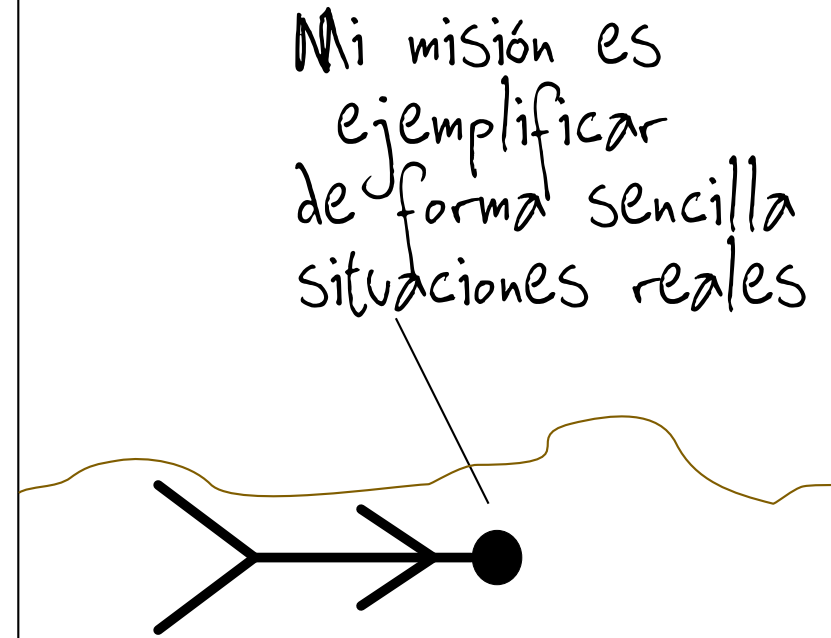 Mi misión es
ejemplificar
de forma sencilla
situaciones reales